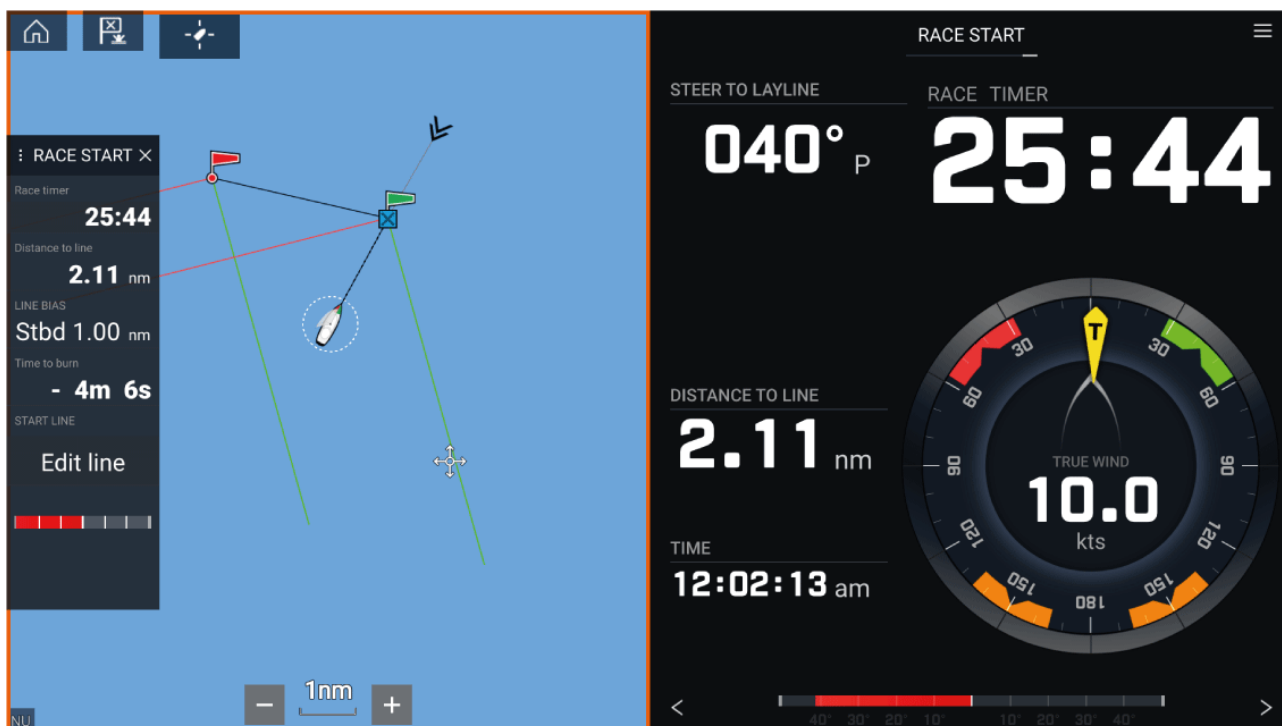 RACE START
Race timer
25:44
Distance to line
2.11 nm
LINE BIAS
Stbd 1.00 nm
Time to burn
- 4m 6s
START LINE
Edit line
1nm
NU
RACE START
STEER TO LAYLINE
040° P
RACE TIMER
25:44
DISTANCE TO LINE
2.11 nm
TIME
12:02:13 am
T
30 30
60 60
90 90
120 120
150 150
180
TRUE WIND
10.0
kts
40° 30° 20° 10° 10° 20° 30° 40°